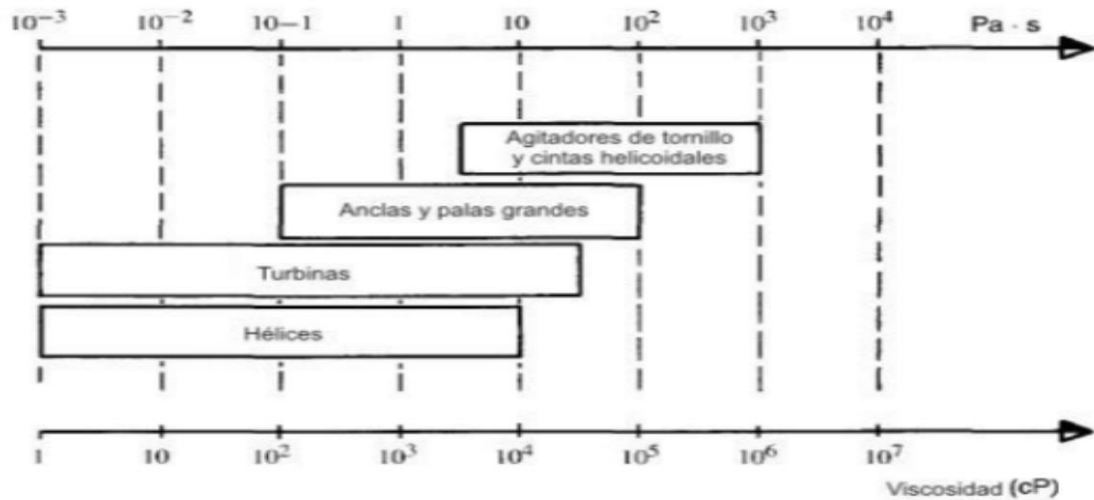 10⁻³ 10⁻² 10−1 1 10 10² 10³ 10⁴ Pa · s
Agitadores de tornillo
y cintas helicoidales
Anclas y palas grandes
Turbinas
Hélices
1 10 10² 10³ 10⁴ 10⁵ 10⁶ 10⁷
Viscosidad (cP)